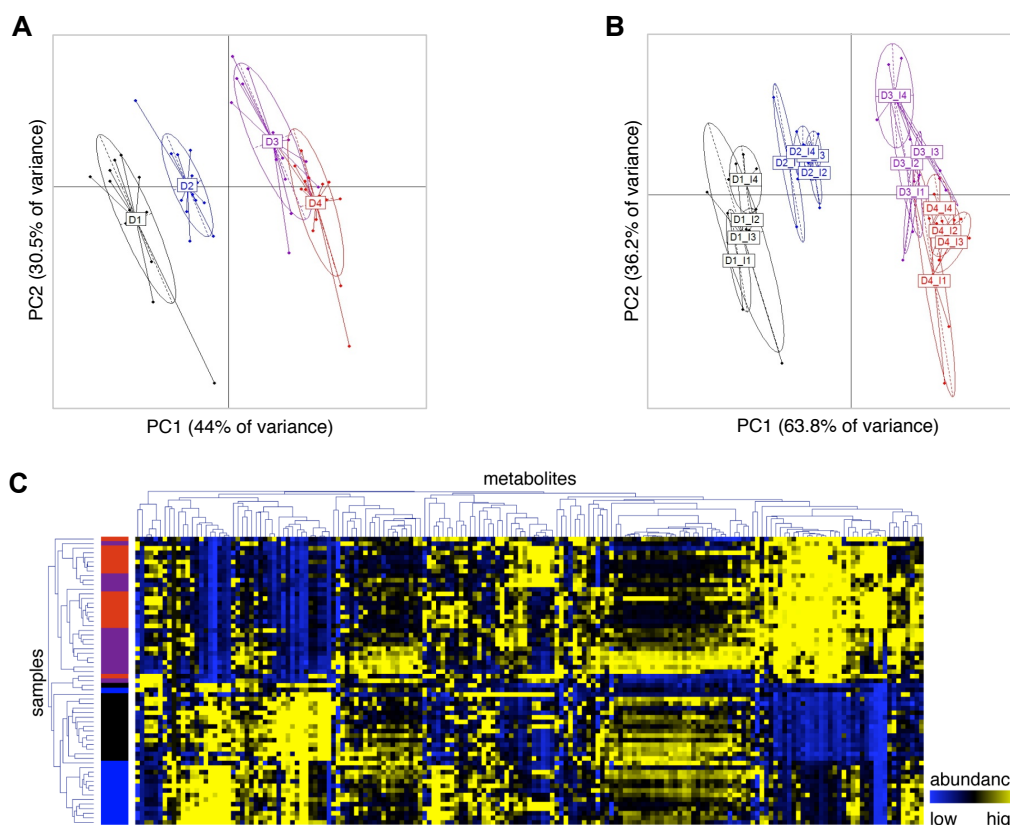 A
B
PC2 (30.5% of variance)
D1
D2
D3
D4
PC1 (44% of variance)
PC2 (36.2% of variance)
D3_I4
D2_I4
D2_I2
D3_I3
D3_I2
D3_I1
D1_I4
D1_I2
D1_I3
D1_I1
D4_I4
D4_I2
D4_I3
D4_I1
PC1 (63.8% of variance)
C
metabolites
samples
abundanc
low hig